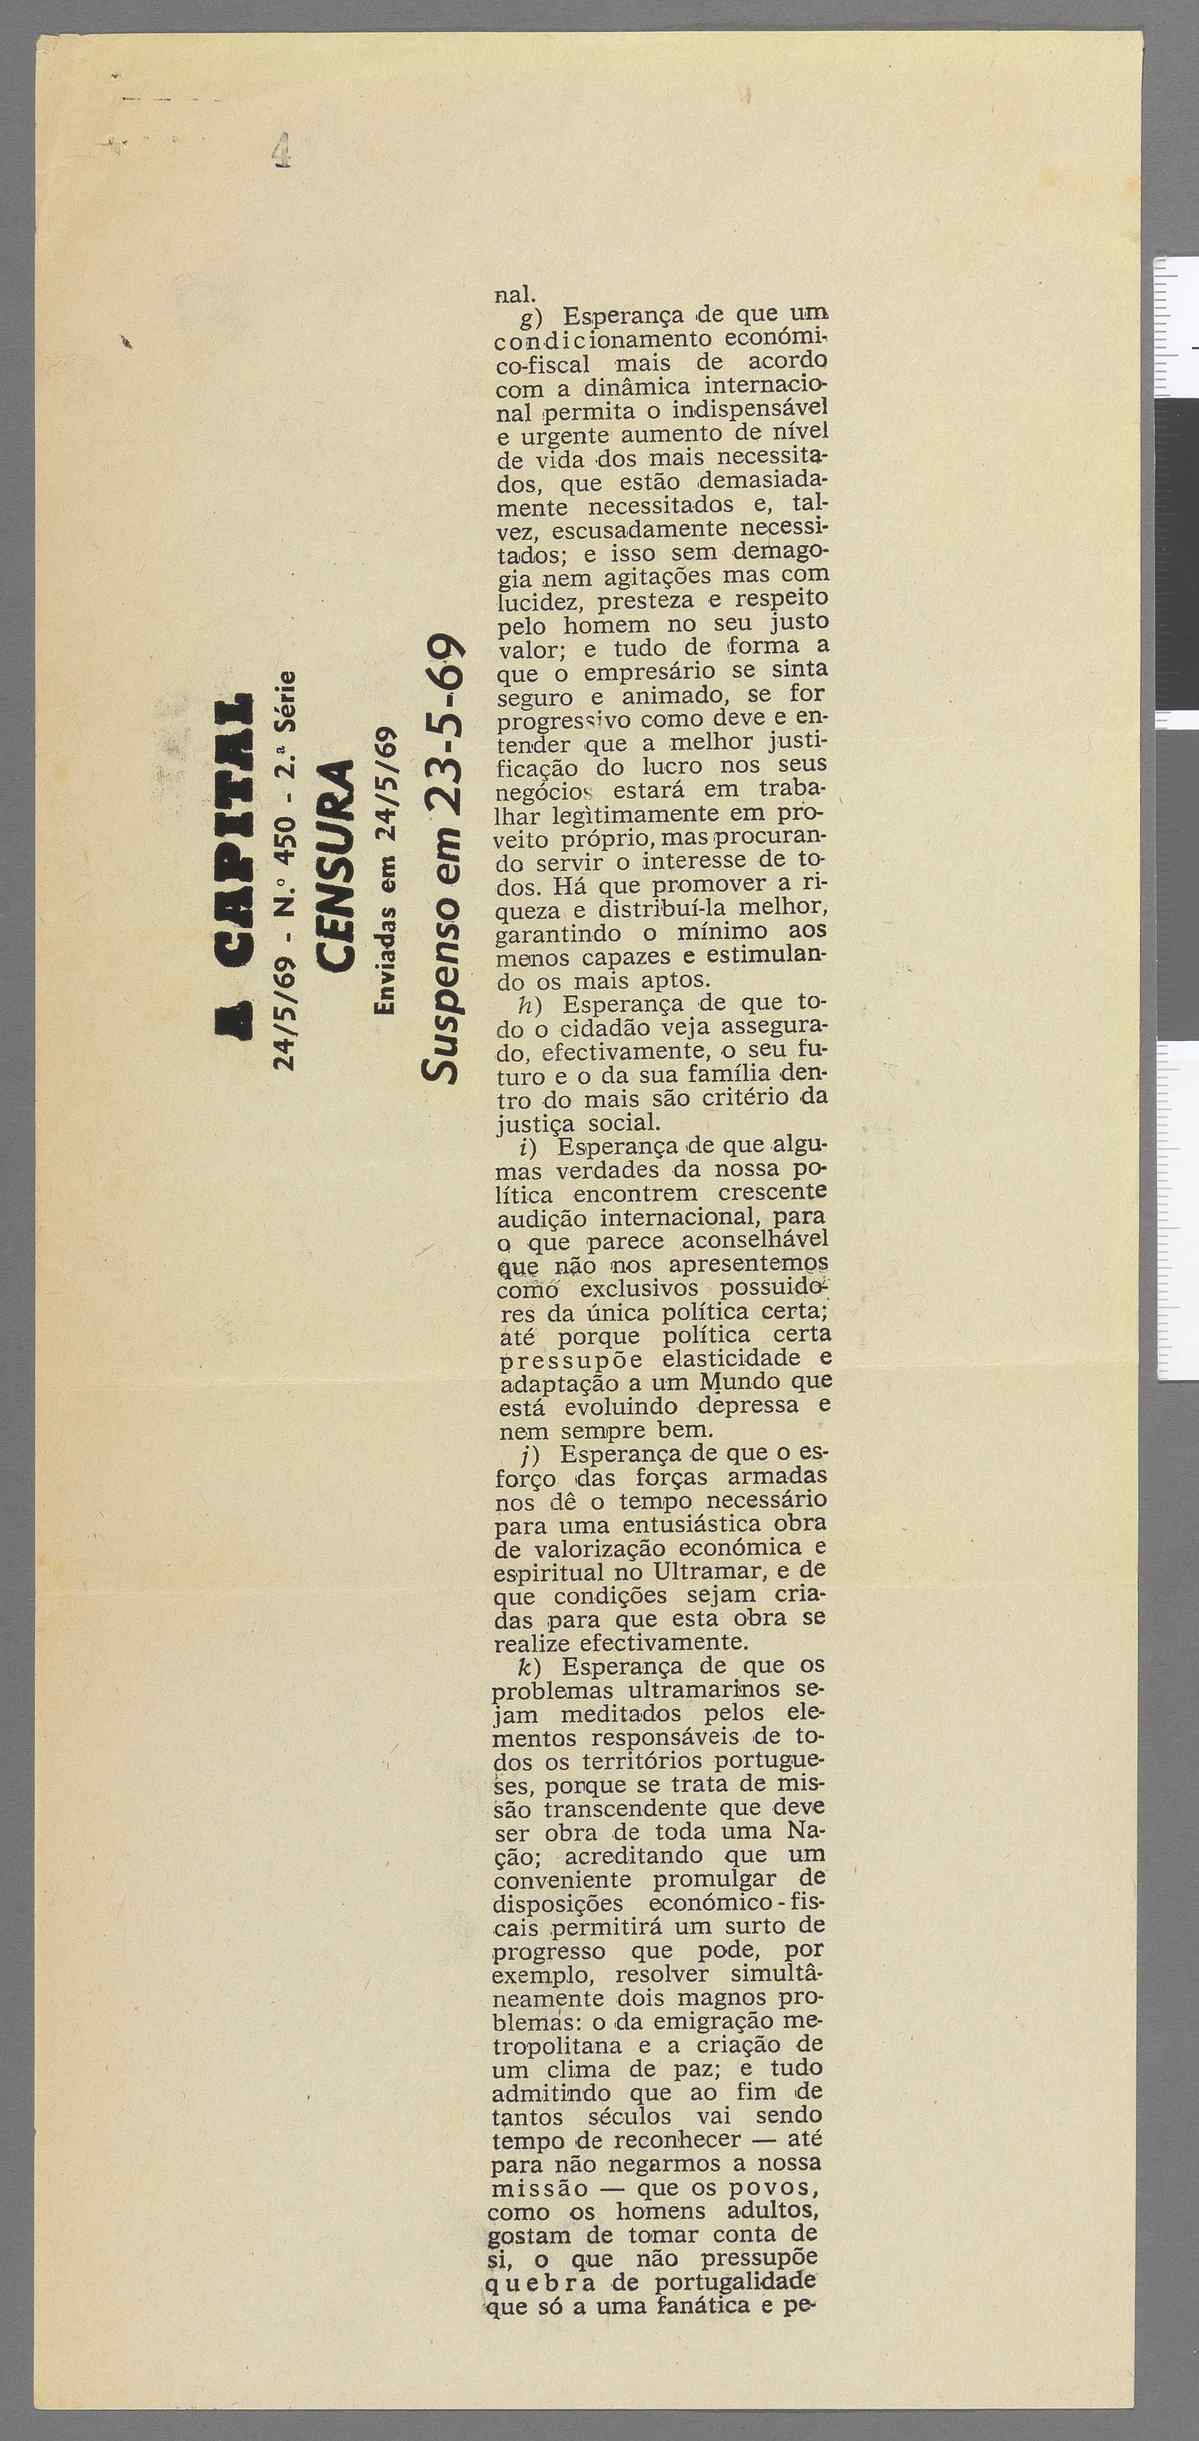 4
A CAPITAL
24/5/69 - N.º 450 - 2.ª Série
CENSURA
Enviadas em 24/5/69
Suspenso em 23-5-69
nal.
g) Esperança de que um
condicionamento económi-
co-fiscal mais de acordo
com a dinâmica internacio-
nal permita o indispensável
e urgente aumento de nível
de vida dos mais necessita-
dos, que estão demasiada-
mente necessitados e, tal-
vez, escusadamente necessi-
tados; e isso sem demago-
gia nem agitações mas com
lucidez, presteza e respeito
pelo homem no seu justo
valor; e tudo de forma a
que o empresário se sinta
seguro e animado, se for
progressivo como deve e en-
tender que a melhor justi-
ficação do lucro nos seus
negócios estará em traba-
lhar legìtimamente em pro-
veito próprio, mas procuran-
do servir o interesse de to-
dos. Há que promover a ri-
queza e distribuí-la melhor,
garantindo o mínimo aos
menos capazes e estimulan-
do os mais aptos.
h) Esperança de que to-
do o cidadão veja assegura-
do, efectivamente, o seu fu-
turo e o da sua família den-
tro do mais são critério da
justiça social.
i) Esperança de que algu-
mas verdades da nossa po-
lítica encontrem crescente
audição internacional, para
o que parece aconselhável
que não nos apresentemos
como exclusivos possuido-
res da única política certa;
até porque política certa
pressupõe elasticidade e
adaptação a um Mundo que
está evoluindo depressa e
nem sempre bem.
j) Esperança de que o es-
forço das forças armadas
nos dê o tempo necessário
para uma entusiástica obra
de valorização económica e
espiritual no Ultramar, e de
que condições sejam cria-
das para que esta obra se
realize efectivamente.
k) Esperança de que os
problemas ultramarinos se-
jam meditados pelos ele-
mentos responsáveis de to-
dos os territórios portugue-
ses, porque se trata de mis-
são transcendente que deve
ser obra de toda uma Na-
ção; acreditando que um
conveniente promulgar de
disposições económico-fis-
cais permitirá um surto de
progresso que pode, por
exemplo, resolver simultâ-
neamente dois magnos pro-
blemas: o da emigração me-
tropolitana e a criação de
um clima de paz; e tudo
admitindo que ao fim de
tantos séculos vai sendo
tempo de reconhecer — até
para não negarmos a nossa
missão — que os povos,
como os homens adultos,
gostam de tomar conta de
si, o que não pressupõe
quebra de portugalidade
que só a uma fanática e pe-